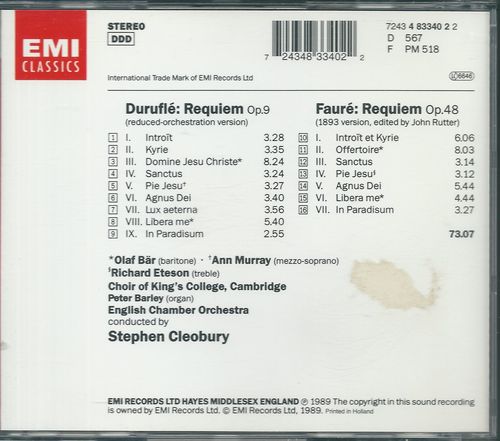 EMI
CLASSICS
STEREO
DDD
7243 4 83340 2 2
D 567
F PM 518
7 24348 33402 2
International Trade Mark of EMI Records Ltd
6646
Duruflé: Requiem Op.9
(reduced-orchestration version)
1 I. Introït 3.28
2 II. Kyrie 3.35
3 III. Domine Jesu Christe* 8.24
4 IV. Sanctus 3.24
5 V. Pie Jesu† 3.27
6 VI. Agnus Dei 3.40
7 VII. Lux aeterna 3.56
8 VIII. Libera me* 5.40
9 IX. In Paradisum 2.55
Fauré: Requiem Op.48
(1893 version, edited by John Rutter)
10 I. Introït et Kyrie 6.06
11 II. Offertoire* 8.03
12 III. Sanctus 3.14
13 IV. Pie Jesu§ 3.24
14 V. Agnus Dei 5.44
15 VI. Libera me* 4.44
16 VII. In Paradisum 3.27
73.07
*Olaf Bär (baritone) · †Ann Murray (mezzo-soprano)
§Richard Eteson (treble)
Choir of King's College, Cambridge
Peter Barley (organ)
English Chamber Orchestra
conducted by
Stephen Cleobury
EMI RECORDS LTD HAYES MIDDLESEX ENGLAND ℗ 1989 The copyright in this sound recording
is owned by EMI Records Ltd. © EMI Records Ltd, 1989. Printed in Holland